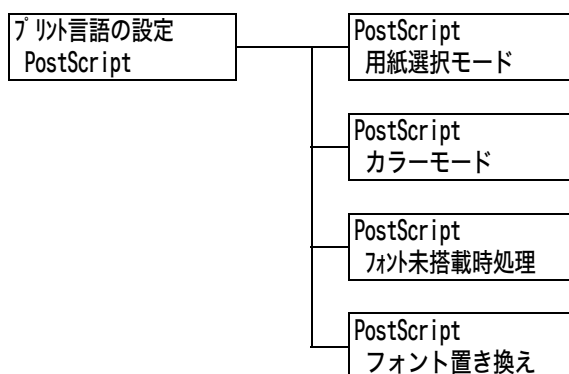 ﾌﾟﾘﾝﾄ言語の設定
PostScript
PostScript
用紙選択モード
PostScript
カラーモード
PostScript
ﾌｫﾝﾄ未搭載時処理
PostScript
フォント置き換え